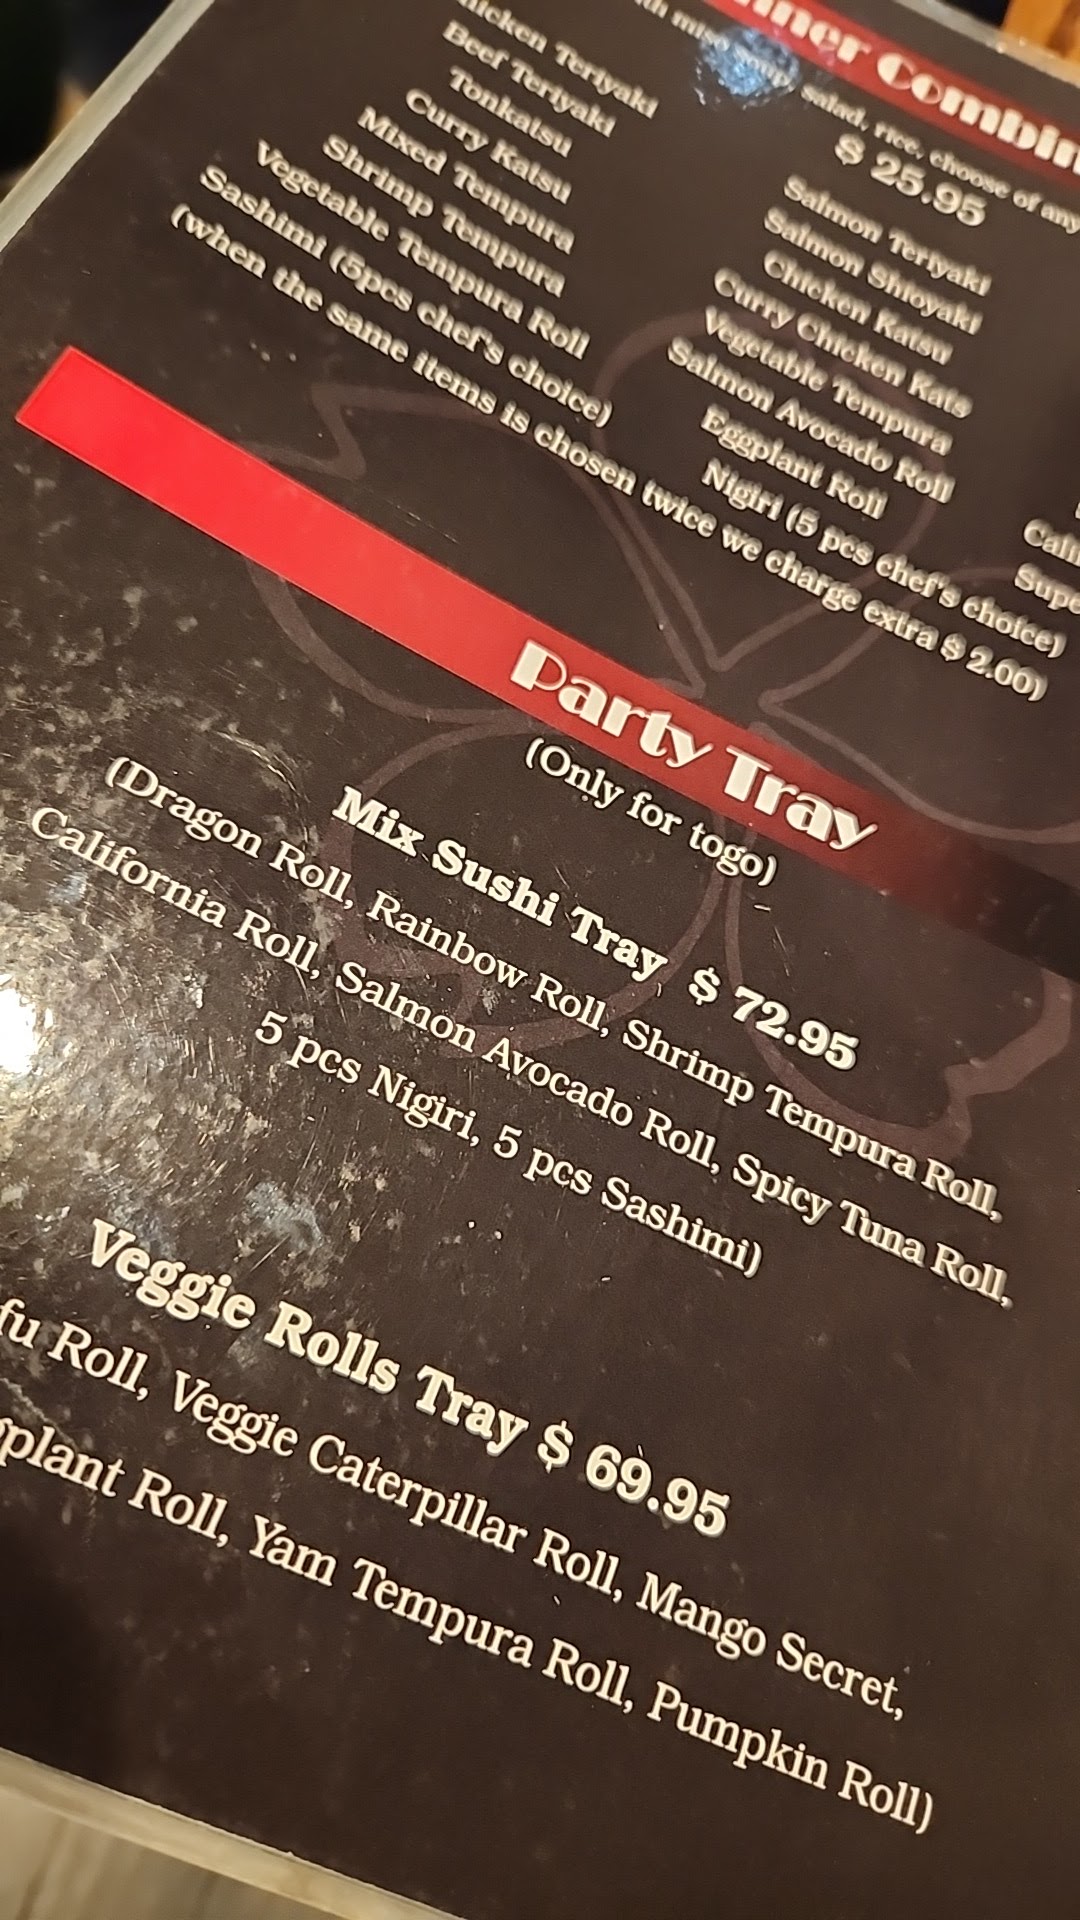 Combin
miso soup, salad, rice, choose of any
$ 25.95
Teriyaki
Beef Teriyaki
Tonkatsu
Curry Katsu
Mixed Tempura
Shrimp Tempura
Vegetable Tempura Roll
Sashimi (5pcs chef's choice)
Salmon Teriyaki
Salmon Shioyaki
Chicken Katsu
Curry Chicken Kats
Vegetable Tempura
Salmon Avocado Roll
Eggplant Roll
Nigiri (5 pcs chef's choice)
(when the same items is chosen twice we charge extra $ 2.00)
Party Tray
(Only for togo)
Mix Sushi Tray $ 72.95
(Dragon Roll, Rainbow Roll, Shrimp Tempura Roll,
California Roll, Salmon Avocado Roll, Spicy Tuna Roll,
5 pcs Nigiri, 5 pcs Sashimi)
Veggie Rolls Tray $ 69.95
fu Roll, Veggie Caterpillar Roll, Mango Secret,
plant Roll, Yam Tempura Roll, Pumpkin Roll)